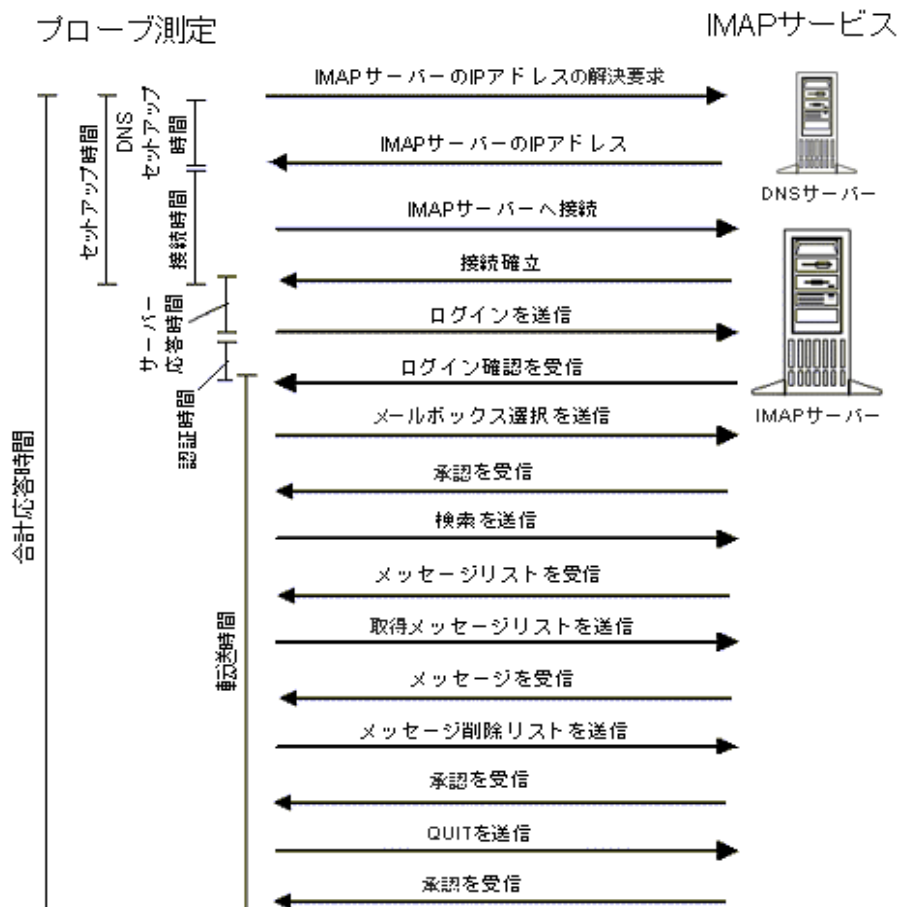 プローブ測定
IMAPサービス
IMAPサーバーのIPアドレスの解決要求
DNS
セットアップ
時間
セットアップ時間
IMAPサーバーのIPアドレス
DNSサーバー
接続時間
IMAPサーバーへ接続
接続確立
サーバー
応答時間
ログインを送信
ログイン確認を受信
認証時間
メールボックス選択を送信
IMAPサーバー
承認を受信
合計応答時間
検索を送信
メッセージリストを受信
転送時間
取得メッセージリストを送信
メッセージを受信
メッセージ削除リストを送信
承認を受信
QUITを送信
承認を受信